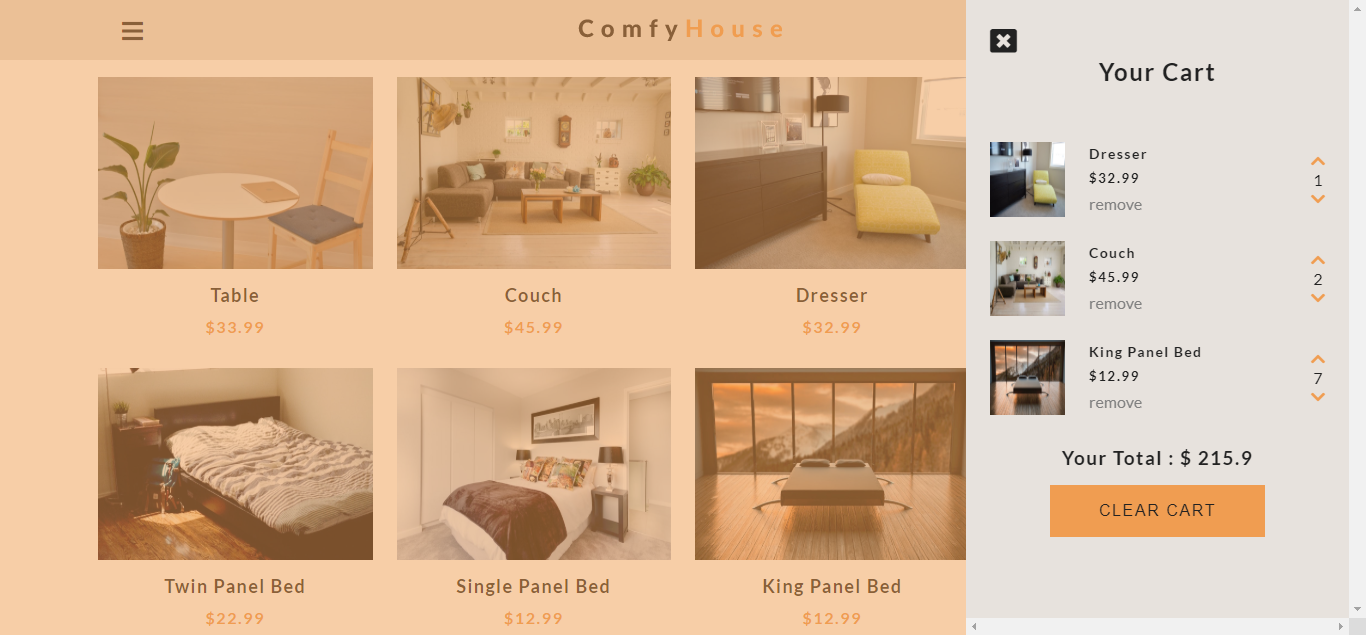 ComfyHouse
Table
$33.99
Couch
$45.99
Dresser
$32.99
Twin Panel Bed
$22.99
Single Panel Bed
$12.99
King Panel Bed
$12.99
Your Cart
Dresser
$32.99
remove
1
Couch
$45.99
remove
2
King Panel Bed
$12.99
remove
7
Your Total : $ 215.9
CLEAR CART